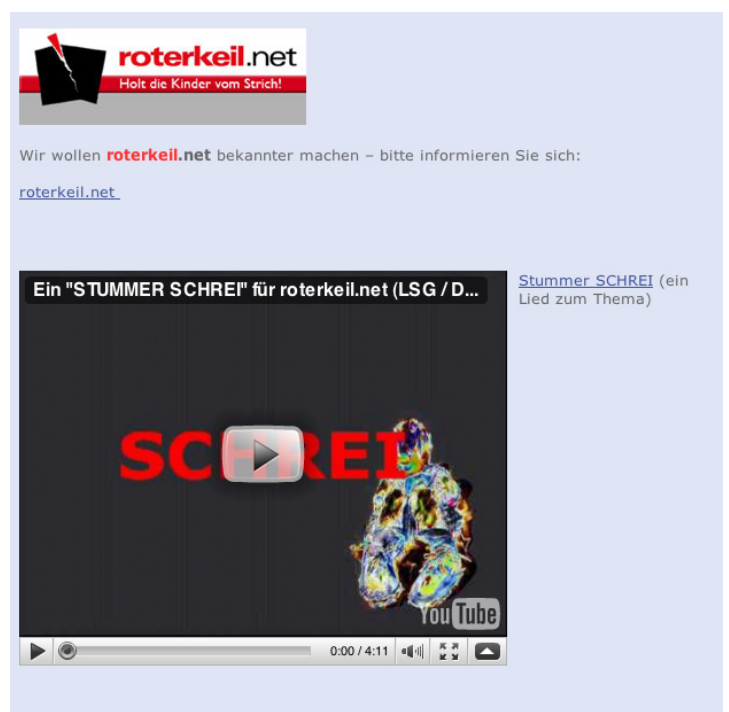 roterkeil.net
Holt die Kinder vom Strich!
Wir wollen roterkeil.net bekannter machen – bitte informieren Sie sich:
roterkeil.net
Ein "STUMMER SCHREI" für roterkeil.net (LSG / D...
SCHREI
YouTube
0:00 / 4:11
Stummer SCHREI (ein
Lied zum Thema)